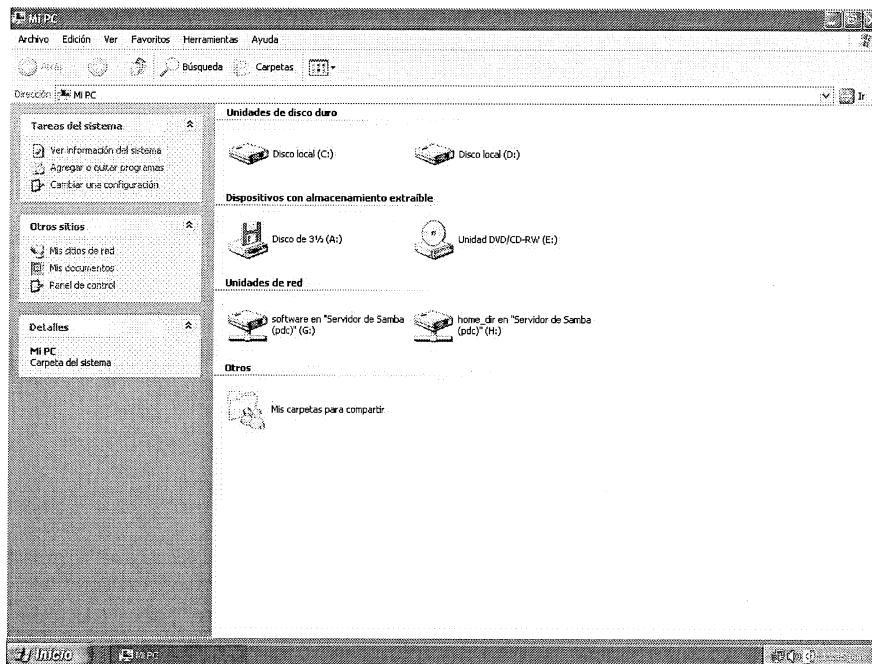 Mi PC
Archivo Edición Ver Favoritos Herramientas Ayuda
Atrás Búsqueda Carpetas
Dirección Mi PC Ir
Tareas del sistema
Ver información del sistema
Agregar o quitar programas
Cambiar una configuración
Otros sitios
Mis sitios de red
Mis documentos
Panel de control
Detalles
Mi PC
Carpeta del sistema
Unidades de disco duro
Disco local (C:) Disco local (D:)
Dispositivos con almacenamiento extraíble
Disco de 3½ (A:) Unidad DVD/CD-RW (E:)
Unidades de red
software en "Servidor de Samba
(pdc)" (G:)
home_dir en "Servidor de Samba
(pdc)" (H:)
Otros
Mis carpetas para compartir
Inicio Mi PC